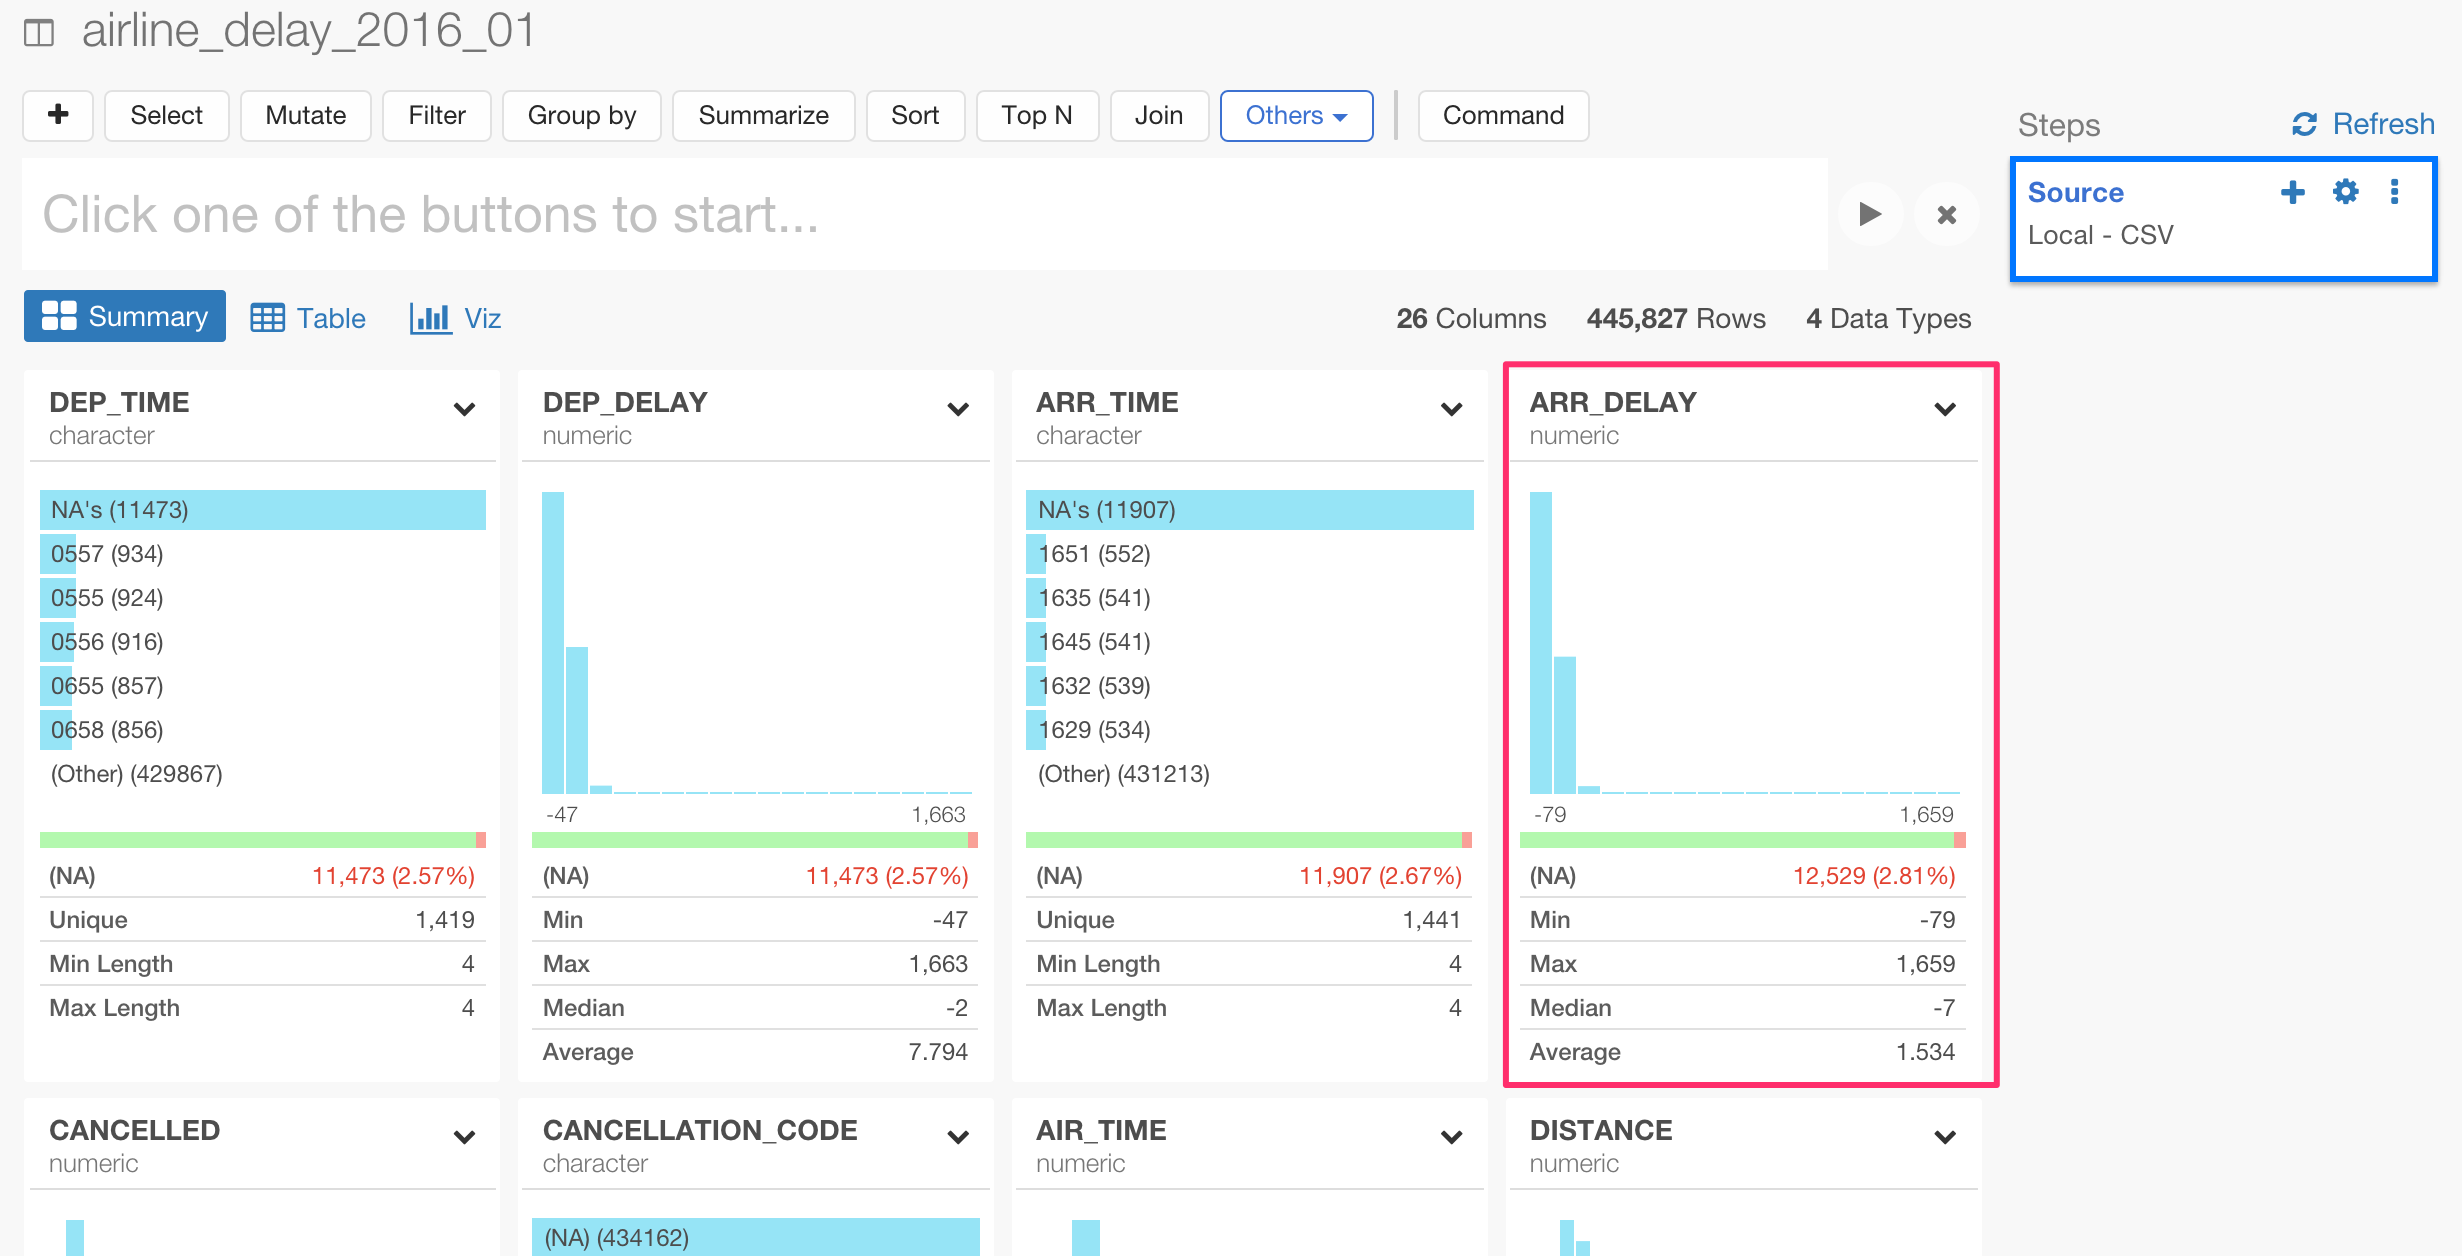 airline_delay_2016_01
+ Select Mutate Filter Group by Summarize Sort Top N Join Others Command
Steps Refresh
Click one of the buttons to start...
Source
Local - CSV
Summary Table Viz 26 Columns 445,827 Rows 4 Data Types
DEP_TIME
character
NA's (11473)
0557 (934)
0555 (924)
0556 (916)
0655 (857)
0658 (856)
(Other) (429867)
(NA) 11,473 (2.57%)
Unique 1,419
Min Length 4
Max Length 4
DEP_DELAY
numeric
-47 1,663
(NA) 11,473 (2.57%)
Min -47
Max 1,663
Median -2
Average 7.794
ARR_TIME
character
NA's (11907)
1651 (552)
1635 (541)
1645 (541)
1632 (539)
1629 (534)
(Other) (431213)
(NA) 11,907 (2.67%)
Unique 1,441
Min Length 4
Max Length 4
ARR_DELAY
numeric
-79 1,659
(NA) 12,529 (2.81%)
Min -79
Max 1,659
Median -7
Average 1.534
CANCELLED
numeric
CANCELLATION_CODE
character
(NA) (434162)
AIR_TIME
numeric
DISTANCE
numeric